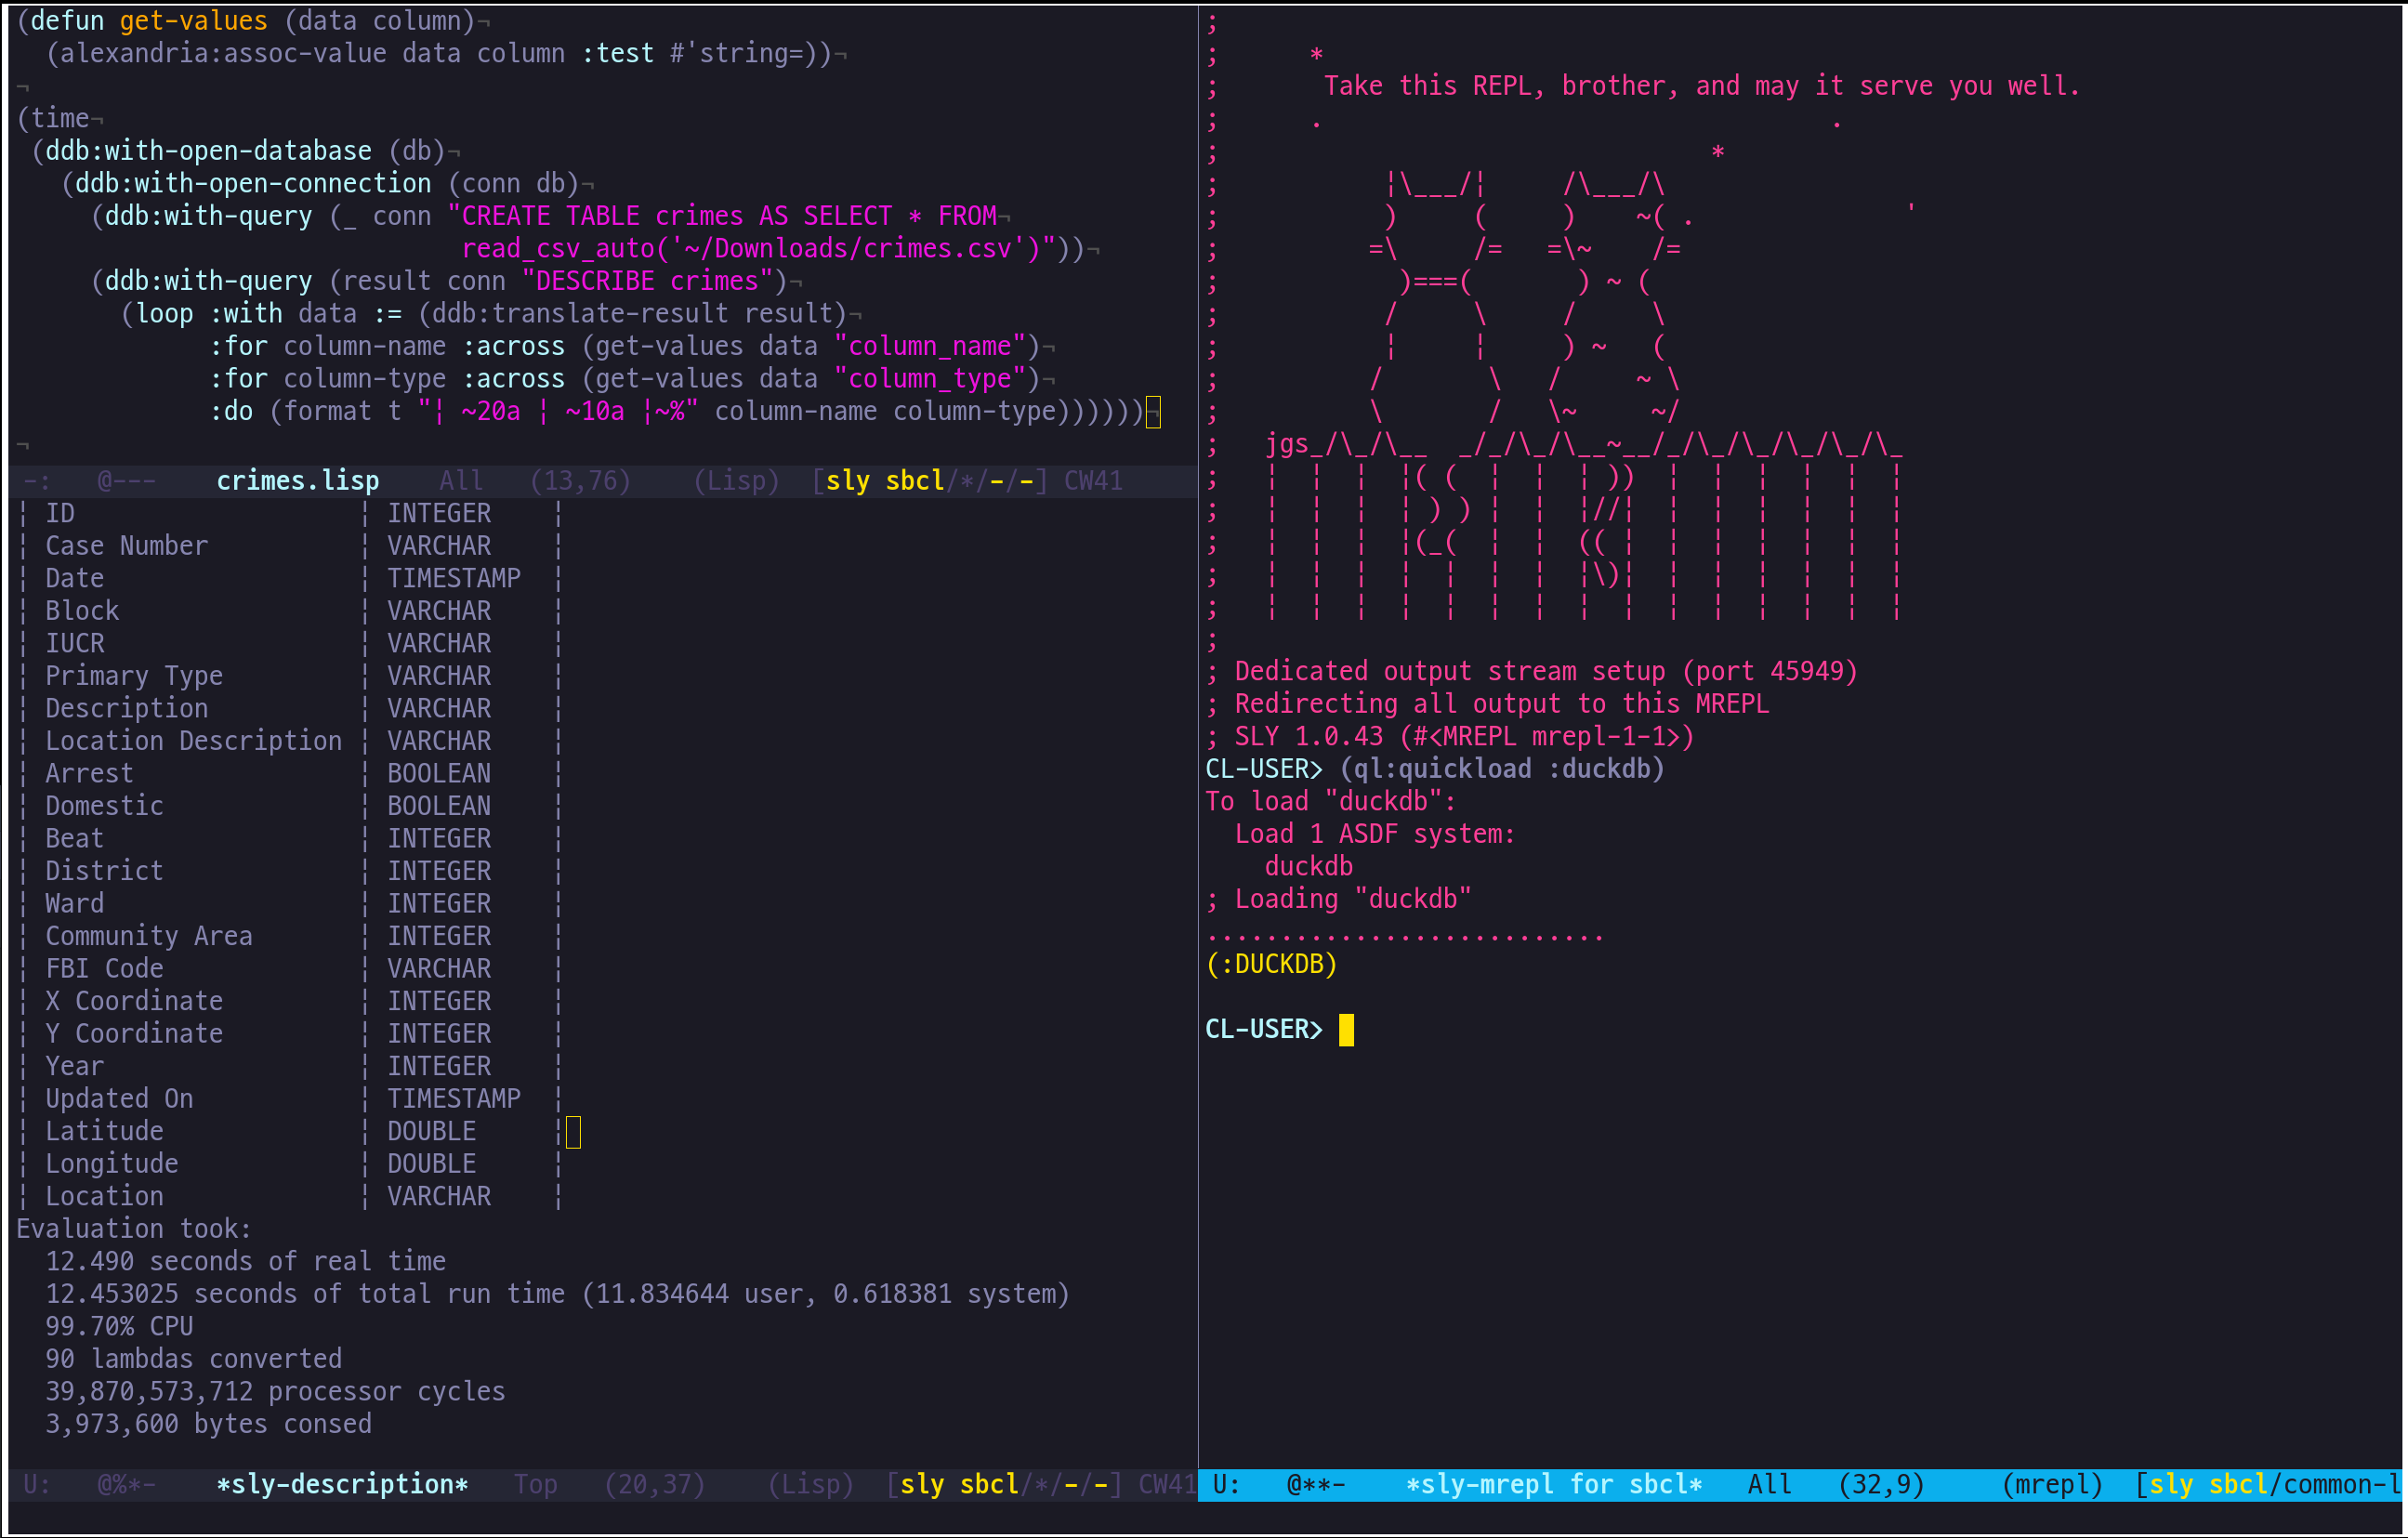 (defun get-values (data column)¬
  (alexandria:assoc-value data column :test #'string=))¬
¬
(time¬
 (ddb:with-open-database (db)¬
   (ddb:with-open-connection (conn db)¬
     (ddb:with-query (_ conn "CREATE TABLE crimes AS SELECT * FROM¬
                              read_csv_auto('~/Downloads/crimes.csv')"))¬
     (ddb:with-query (result conn "DESCRIBE crimes")¬
       (loop :with data := (ddb:translate-result result)¬
             :for column-name :across (get-values data "column_name")¬
             :for column-type :across (get-values data "column_type")¬
             :do (format t "¦ ~20a ¦ ~10a ¦~%" column-name column-type))))))¬
¬
-:   @---    crimes.lisp    All   (13,76)    (Lisp)  [sly sbcl/*/-/-] CW41
¦ ID                   ¦ INTEGER    ¦
¦ Case Number          ¦ VARCHAR    ¦
¦ Date                 ¦ TIMESTAMP  ¦
¦ Block                ¦ VARCHAR    ¦
¦ IUCR                 ¦ VARCHAR    ¦
¦ Primary Type         ¦ VARCHAR    ¦
¦ Description          ¦ VARCHAR    ¦
¦ Location Description ¦ VARCHAR    ¦
¦ Arrest               ¦ BOOLEAN    ¦
¦ Domestic             ¦ BOOLEAN    ¦
¦ Beat                 ¦ INTEGER    ¦
¦ District             ¦ INTEGER    ¦
¦ Ward                 ¦ INTEGER    ¦
¦ Community Area       ¦ INTEGER    ¦
¦ FBI Code             ¦ VARCHAR    ¦
¦ X Coordinate         ¦ INTEGER    ¦
¦ Y Coordinate         ¦ INTEGER    ¦
¦ Year                 ¦ INTEGER    ¦
¦ Updated On           ¦ TIMESTAMP  ¦
¦ Latitude             ¦ DOUBLE     ¦
¦ Longitude            ¦ DOUBLE     ¦
¦ Location             ¦ VARCHAR    ¦
Evaluation took:
  12.490 seconds of real time
  12.453025 seconds of total run time (11.834644 user, 0.618381 system)
  99.70% CPU
  90 lambdas converted
  39,870,573,712 processor cycles
  3,973,600 bytes consed
U:   @%*-    *sly-description*   Top   (20,37)    (Lisp)  [sly sbcl/*/-/-] CW41
;
;      *
;       Take this REPL, brother, and may it serve you well.
;      .                                  .
;                                 *
;           ¦\___/¦     /\___/\
;           )     (     )    ~( .              '
;          =\     /=   =\~    /=
;            )===(       ) ~ (
;           /     \     /     \
;           ¦     ¦     ) ~   (
;          /       \   /     ~ \
;          \       /   \~     ~/
;   jgs_/\_/\__  _/_/\_/\__~__/_/\_/\_/\_/\_/\_
;   ¦  ¦  ¦  ¦( (  ¦  ¦  ¦ ))  ¦  ¦  ¦  ¦  ¦  ¦
;   ¦  ¦  ¦  ¦ ) ) ¦  ¦  ¦//¦  ¦  ¦  ¦  ¦  ¦  ¦
;   ¦  ¦  ¦  ¦(_(  ¦  ¦  (( ¦  ¦  ¦  ¦  ¦  ¦  ¦
;   ¦  ¦  ¦  ¦  ¦  ¦  ¦  ¦\)¦  ¦  ¦  ¦  ¦  ¦  ¦
;   ¦  ¦  ¦  ¦  ¦  ¦  ¦  ¦  ¦  ¦  ¦  ¦  ¦  ¦  ¦
;
; Dedicated output stream setup (port 45949)
; Redirecting all output to this MREPL
; SLY 1.0.43 (#<MREPL mrepl-1-1>)
CL-USER> (ql:quickload :duckdb)
To load "duckdb":
  Load 1 ASDF system:
    duckdb
; Loading "duckdb"
...........................
(:DUCKDB)
CL-USER>
U:   @**-    *sly-mrepl for sbcl*   All   (32,9)     (mrepl)  [sly sbcl/common-l